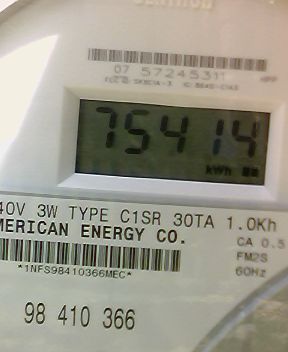 07 57245311
75414
kWh
40V 3W TYPE C1SR 30TA 1.0Kh
MERICAN ENERGY CO.
CA 0.5
FM2S
60Hz
*1NFS98410366MEC*
98 410 366